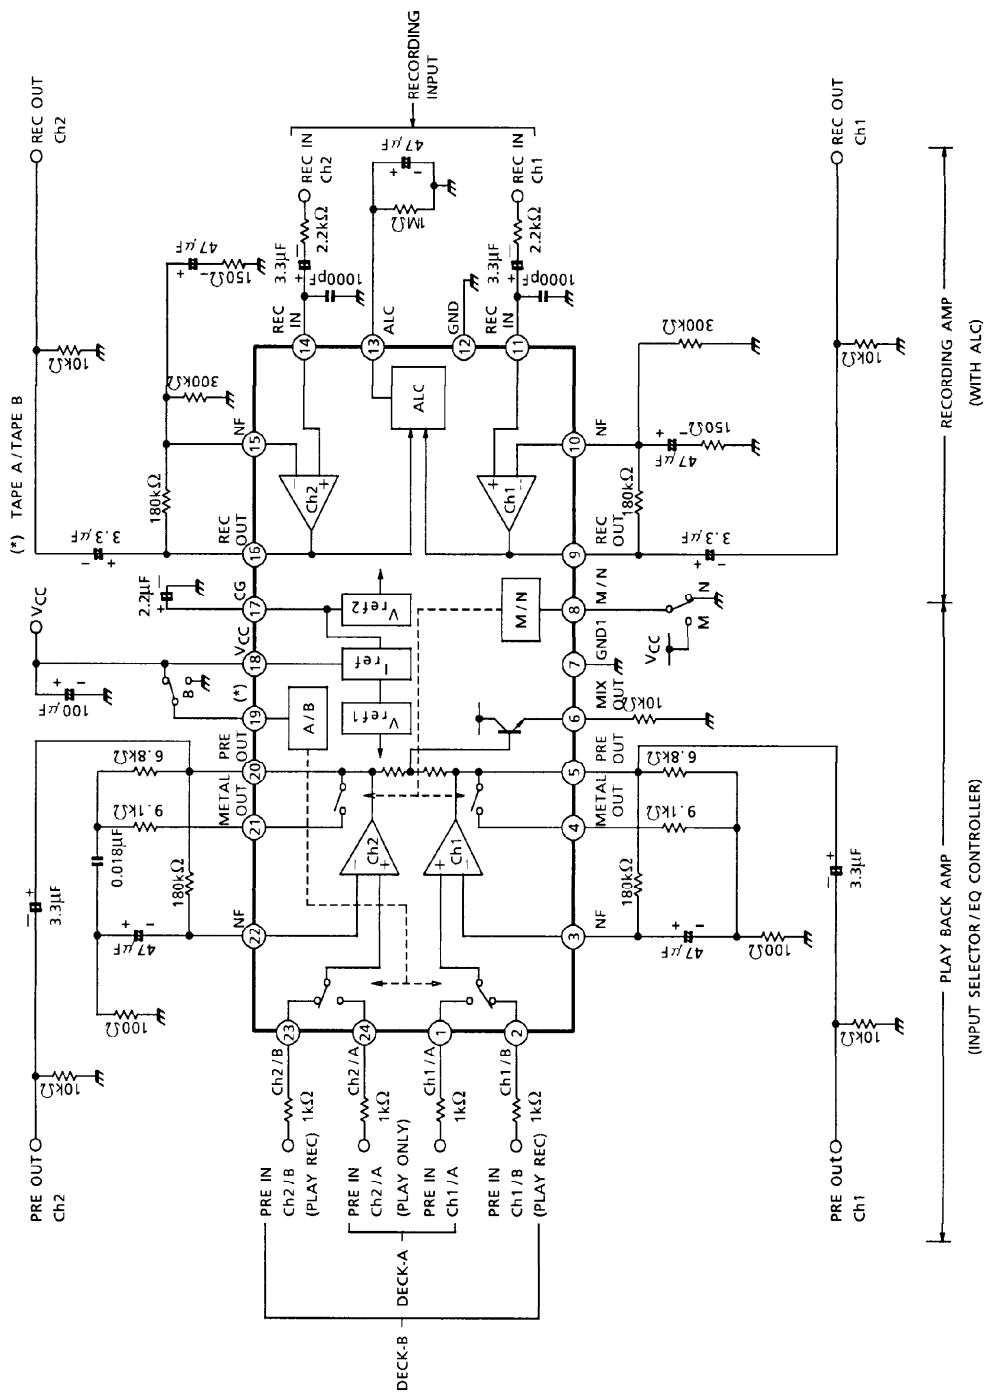 (*) TAPE A/TAPE B
PRE OUT
Ch2
10kΩ
3.3μF
+
−
100Ω
47μF
+
−
0.018μF
180kΩ
9.1kΩ
6.8kΩ
100μF
+
−
VCC
B
2.2μF
+
−
3.3μF
+
−
180kΩ
300kΩ
10kΩ
47μF
+
−
150Ω
REC OUT
Ch2
NF
22
METAL
OUT
21
PRE
OUT
20
(*)
19
VCC
18
CG
17
REC
OUT
16
NF
15
DECK-B
DECK-A
PRE IN
Ch2/B
(PLAY REC)
1kΩ
Ch2/B
23
PRE IN
Ch2/A
(PLAY ONLY)
1kΩ
Ch2/A
24
PRE IN
Ch1/A
1kΩ
Ch1/A
1
PRE IN
Ch1/B
(PLAY REC)
1kΩ
Ch1/B
2
−
Ch2
+
+
Ch1
−
A/B
Vref1
Iref
Vref2
M/N
−
Ch2
+
+
Ch1
−
ALC
REC
IN
14
3.3μF
+
−
1000pF
2.2kΩ
REC IN
Ch2
ALC
13
1MΩ
47μF
+
−
GND
12
REC
IN
11
3.3μF
+
−
1000pF
2.2kΩ
REC IN
Ch1
RECORDING
INPUT
3
NF
4
METAL
OUT
5
PRE
OUT
6
MIX
OUT
7
GND1
8
M/N
9
REC
OUT
10
NF
100Ω
47μF
+
−
180kΩ
9.1kΩ
6.8kΩ
10kΩ
VCC
M
N
3.3μF
+
−
180kΩ
47μF
+
−
150Ω
300kΩ
PRE OUT
Ch1
10kΩ
3.3μF
+
−
10kΩ
REC OUT
Ch1
PLAY BACK AMP
(INPUT SELECTOR/EQ CONTROLLER)
RECORDING AMP
(WITH ALC)